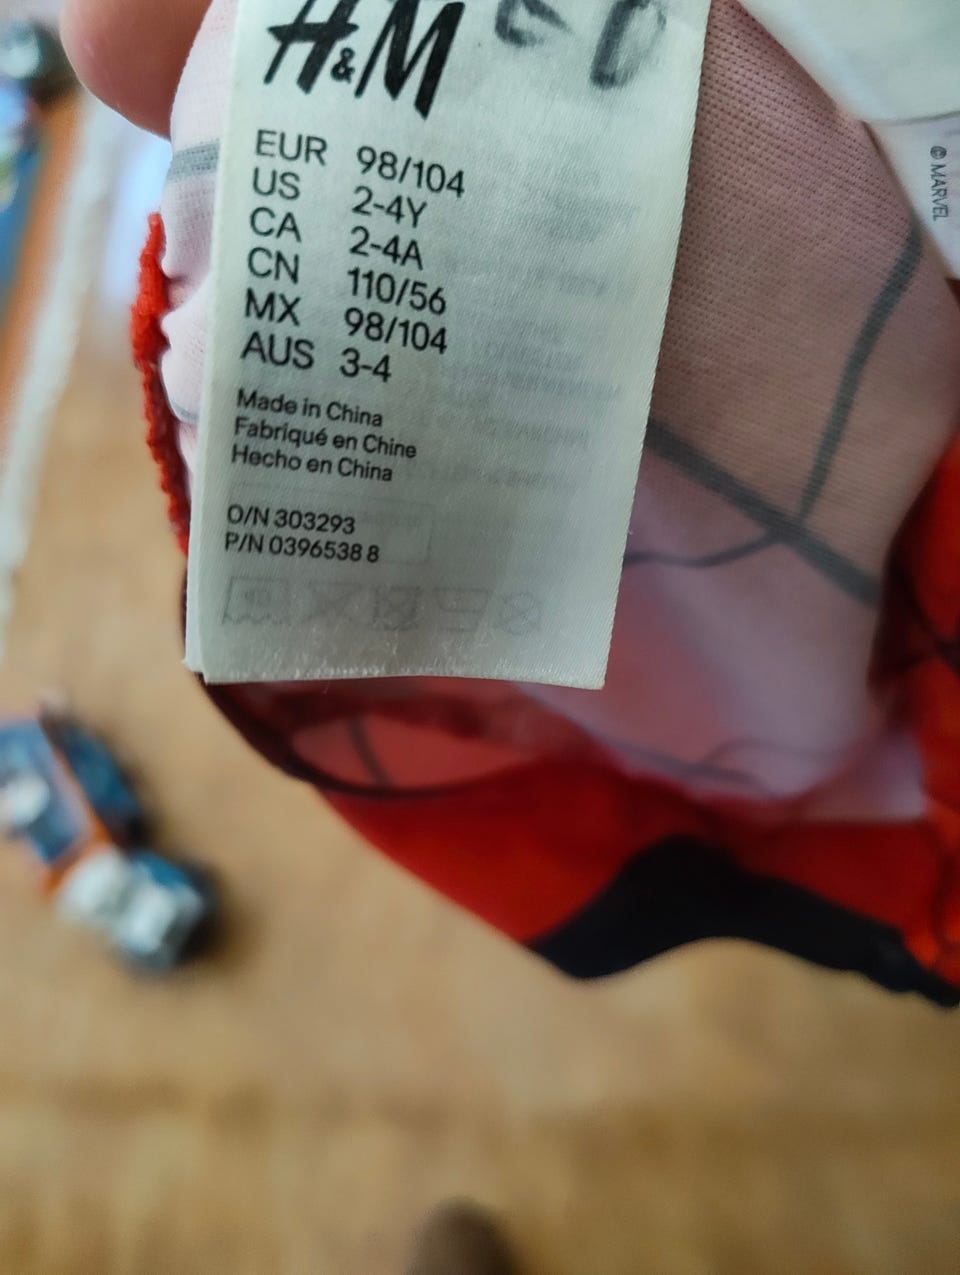 H&M
EUR 98/104
US 2-4Y
CA 2-4A
CN 110/56
MX 98/104
AUS 3-4
Made in China
Fabriqué en Chine
Hecho en China
O/N 303293
P/N 0396538 8
© MARVEL